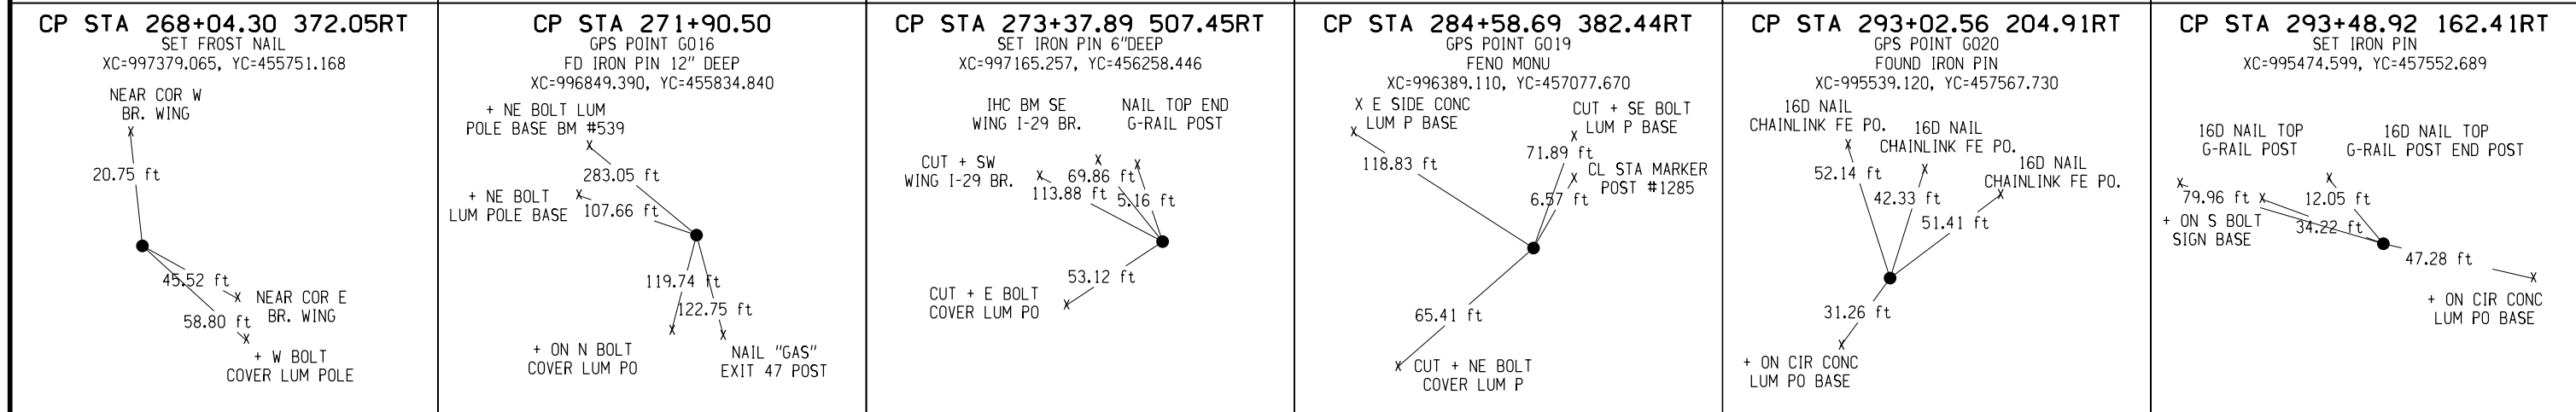 CP STA 268+04.30 372.05RT
SET FROST NAIL
XC=997379.065, YC=455751.168
NEAR COR W
BR. WING
20.75 ft
45.52 ft
NEAR COR E
BR. WING
58.80 ft
+ W BOLT
COVER LUM POLE
CP STA 271+90.50
GPS POINT GO16
FD IRON PIN 12" DEEP
XC=996849.390, YC=455834.840
+ NE BOLT LUM
POLE BASE BM #539
283.05 ft
+ NE BOLT
LUM POLE BASE
107.66 ft
119.74 ft
122.75 ft
+ ON N BOLT
COVER LUM PO
NAIL "GAS"
EXIT 47 POST
CP STA 273+37.89 507.45RT
SET IRON PIN 6"DEEP
XC=997165.257, YC=456258.446
IHC BM SE
WING I-29 BR.
NAIL TOP END
G-RAIL POST
CUT + SW
WING I-29 BR.
69.86 ft
113.88 ft
5.16 ft
53.12 ft
CUT + E BOLT
COVER LUM PO
CP STA 284+58.69 382.44RT
GPS POINT GO19
FENO MONU
XC=996389.110, YC=457077.670
X E SIDE CONC
LUM P BASE
CUT + SE BOLT
LUM P BASE
118.83 ft
71.89 ft
CL STA MARKER
POST #1285
6.57 ft
65.41 ft
CUT + NE BOLT
COVER LUM P
CP STA 293+02.56 204.91RT
GPS POINT GO20
FOUND IRON PIN
XC=995539.120, YC=457567.730
16D NAIL
CHAINLINK FE PO.
16D NAIL
CHAINLINK FE PO.
16D NAIL
CHAINLINK FE PO.
52.14 ft
42.33 ft
51.41 ft
31.26 ft
+ ON CIR CONC
LUM PO BASE
CP STA 293+48.92 162.41RT
SET IRON PIN
XC=995474.599, YC=457552.689
16D NAIL TOP
G-RAIL POST
16D NAIL TOP
G-RAIL POST END POST
79.96 ft
12.05 ft
+ ON S BOLT
SIGN BASE
34.22 ft
47.28 ft
+ ON CIR CONC
LUM PO BASE